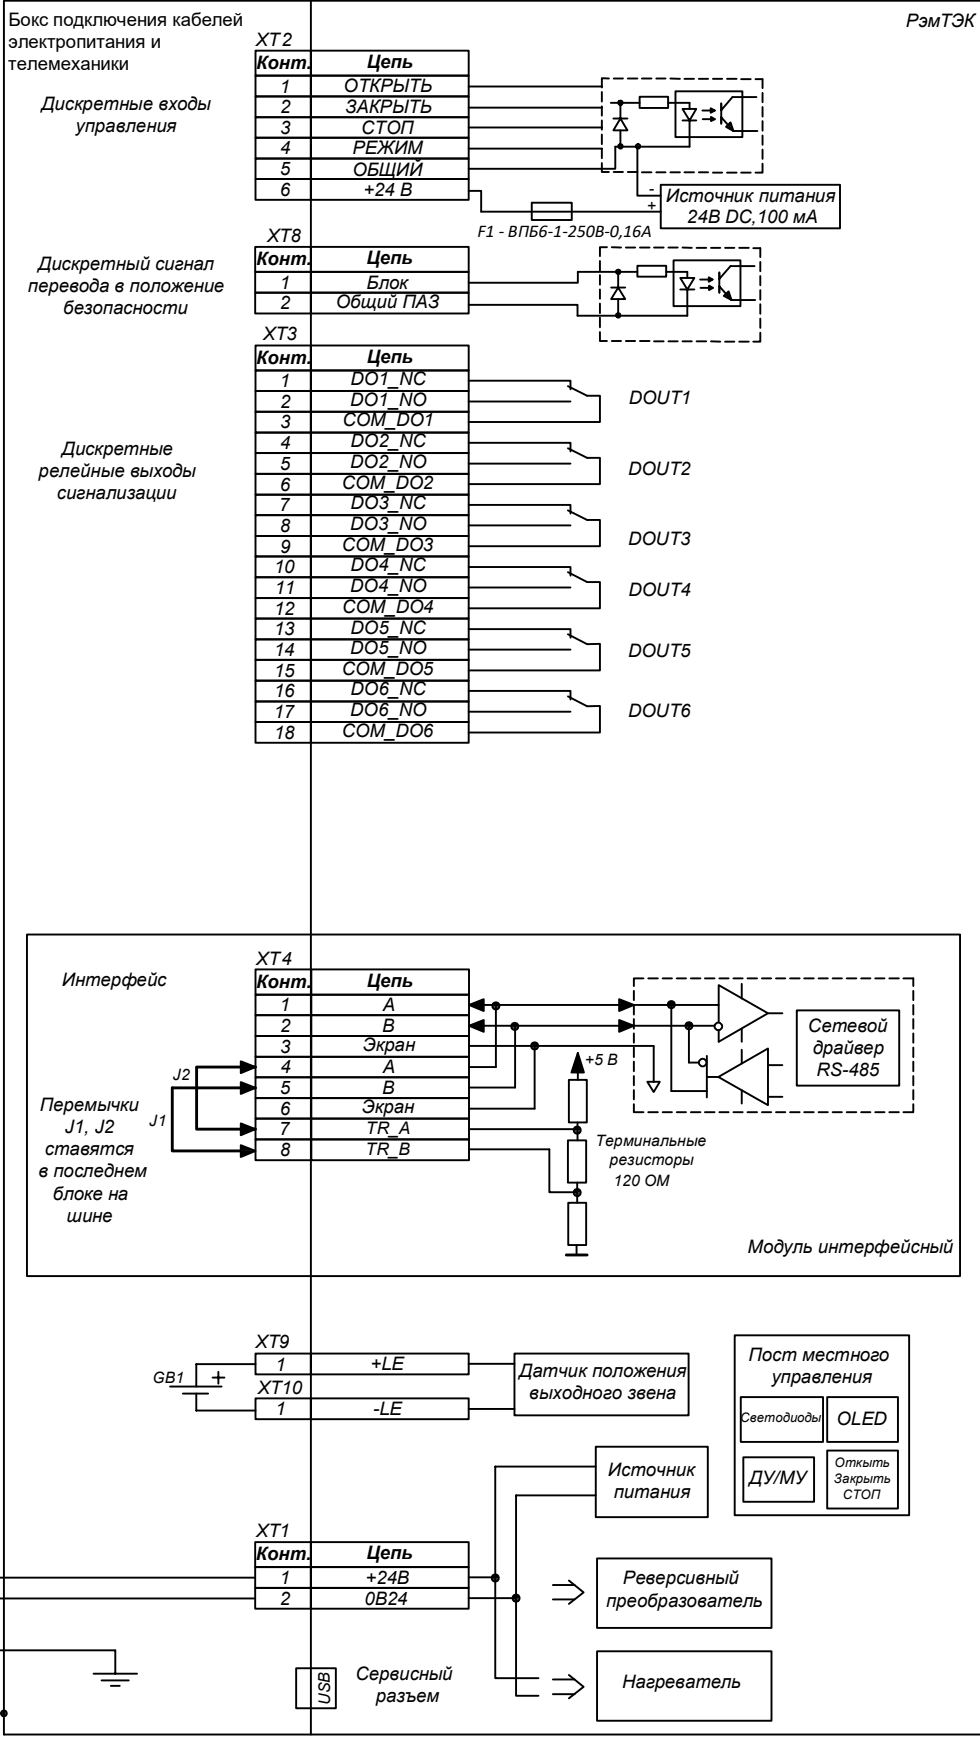 Бокс подключения кабелей
электропитания и
телемеханики
РэмТЭК
Дискретные входы
управления
XT2
Конт. Цепь
1 ОТКРЫТЬ
2 ЗАКРЫТЬ
3 СТОП
4 РЕЖИМ
5 ОБЩИЙ
6 +24 В
-
+
Источник питания
24В DC,100 мА
F1 - ВПБ6-1-250В-0,16А
Дискретный сигнал
перевода в положение
безопасности
XT8
Конт. Цепь
1 Блок
2 Общий ПАЗ
Дискретные
релейные выходы
сигнализации
XT3
Конт. Цепь
1 DO1_NC
2 DO1_NO
3 COM_DO1
4 DO2_NC
5 DO2_NO
6 COM_DO2
7 DO3_NC
8 DO3_NO
9 COM_DO3
10 DO4_NC
11 DO4_NO
12 COM_DO4
13 DO5_NC
14 DO5_NO
15 COM_DO5
16 DO6_NC
17 DO6_NO
18 COM_DO6
DOUT1
DOUT2
DOUT3
DOUT4
DOUT5
DOUT6
Интерфейс
XT4
Конт. Цепь
1 A
2 B
3 Экран
4 A
5 B
6 Экран
7 TR_A
8 TR_B
J2
J1
Перемычки
J1, J2
ставятся
в последнем
блоке на
шине
+5 В
Терминальные
резисторы
120 ОМ
Сетевой
драйвер
RS-485
Модуль интерфейсный
XT9
1 +LE
XT10
1 -LE
GB1
+
Датчик положения
выходного звена
Пост местного
управления
Светодиоды
OLED
ДУ/МУ
Откыть
Закрыть
СТОП
Источник
питания
XT1
Конт. Цепь
1 +24В
2 0В24
Реверсивный
преобразователь
Нагреватель
USB
Сервисный
разъем